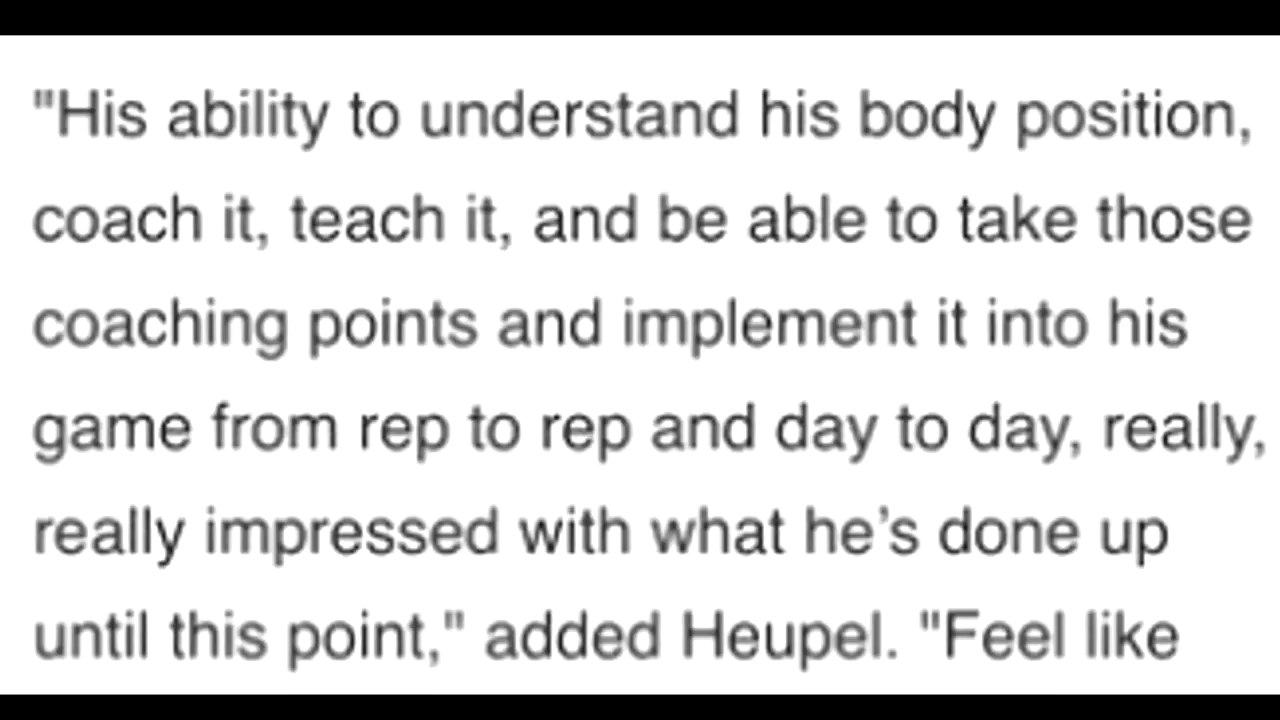 "His ability to understand his body position,
coach it, teach it, and be able to take those
coaching points and implement it into his
game from rep to rep and day to day, really,
really impressed with what he’s done up
until this point," added Heupel. "Feel like